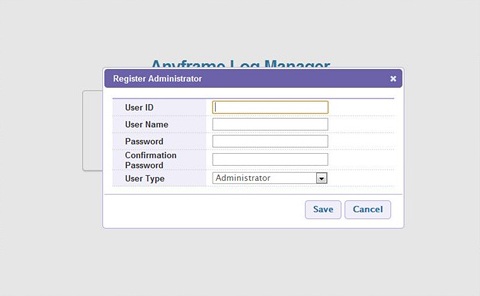 Anyframe Log Manager
Register Administrator
User ID
User Name
Password
Confirmation
Password
User Type Administrator
Save Cancel